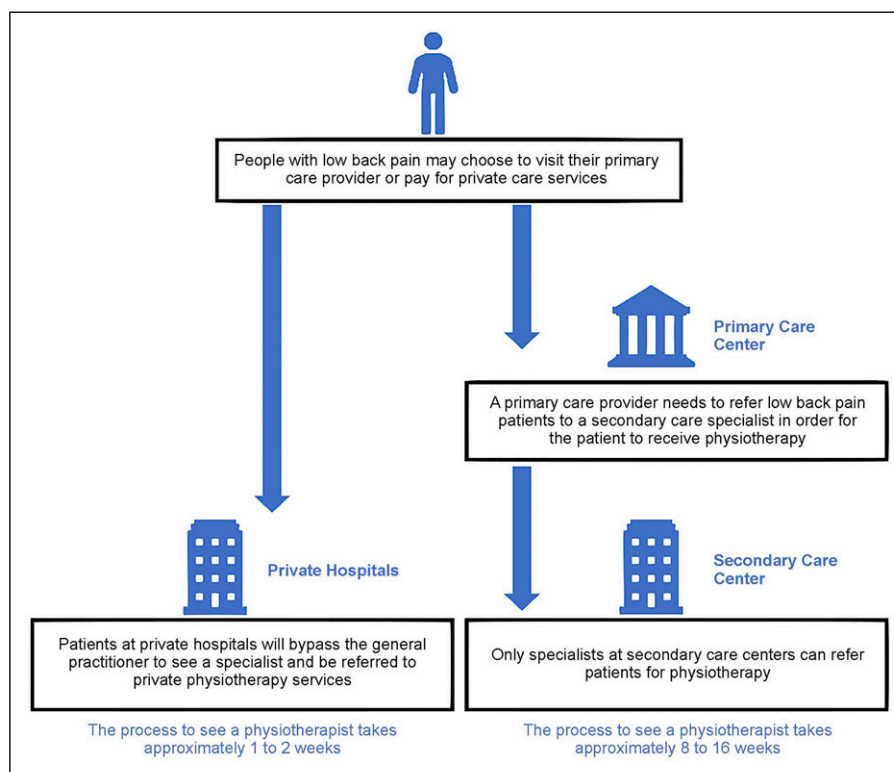 People with low back pain may choose to visit their primary
care provider or pay for private care services
Primary Care
Center
A primary care provider needs to refer low back pain
patients to a secondary care specialist in order for
the patient to receive physiotherapy
Private Hospitals
Secondary Care
Center
Patients at private hospitals will bypass the general
practitioner to see a specialist and be referred to
private physiotherapy services
Only specialists at secondary care centers can refer
patients for physiotherapy
The process to see a physiotherapist takes
approximately 1 to 2 weeks
The process to see a physiotherapist takes
approximately 8 to 16 weeks